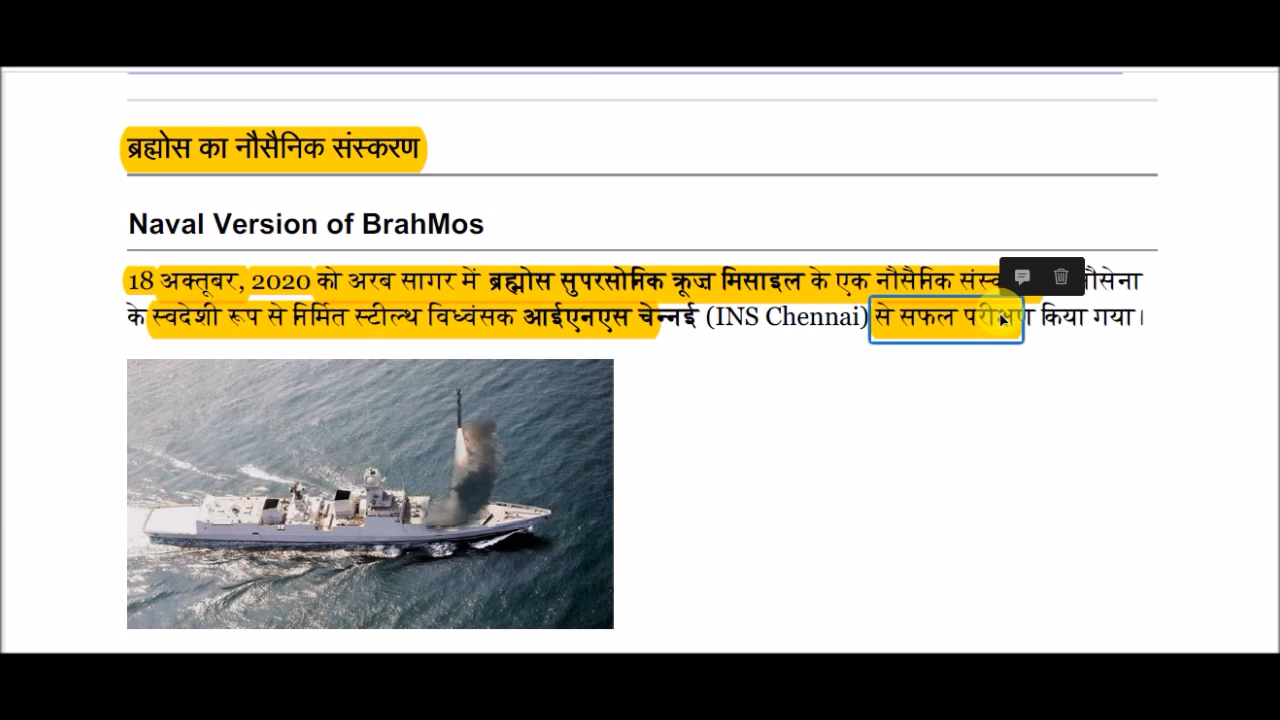 ब्रह्मोस का नौसैनिक संस्करण
Naval Version of BrahMos
18 अक्तूबर, 2020 को अरब सागर में ब्रह्मोस सुपरसोनिक क्रूज मिसाइल के एक नौसैनिक
के स्वदेशी रूप से निर्मित स्टील्थ विध्वंसक आईएनएस चेन्नई (INS Chennai) से सफल परीक्षण किया गया।